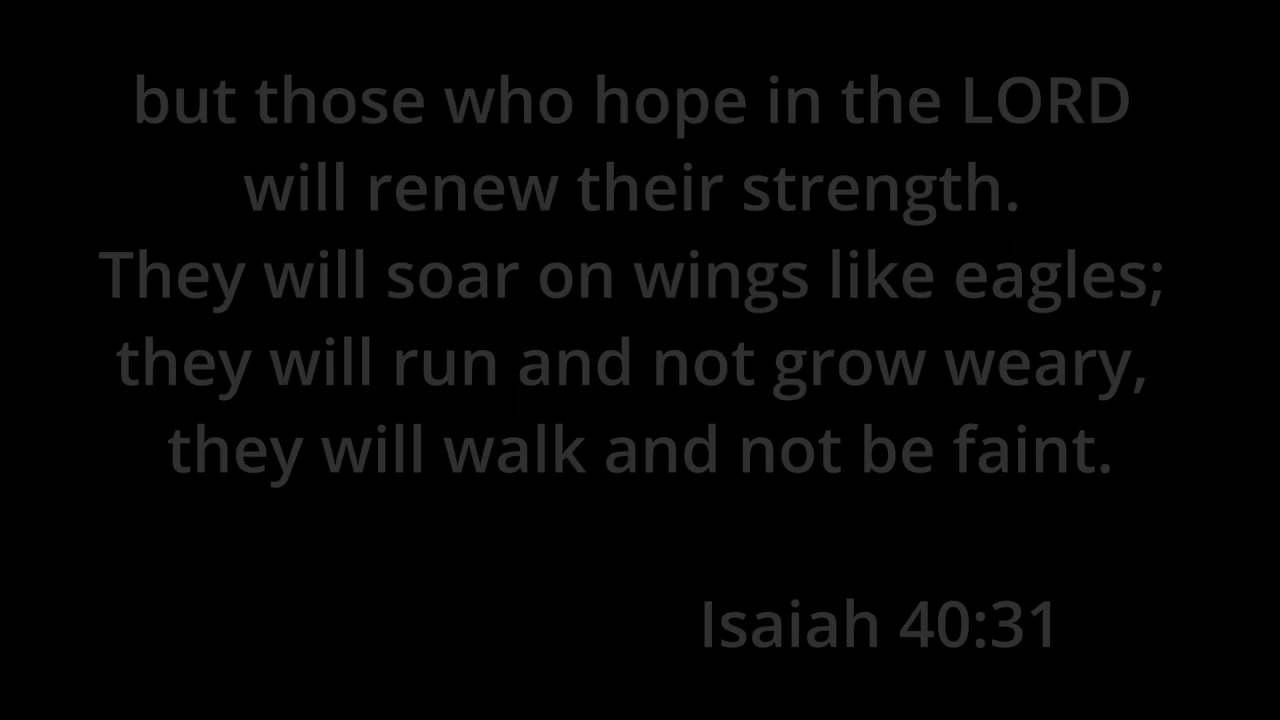 but those who hope in the LORD
will renew their strength.
They will soar on wings like eagles;
they will run and not grow weary,
they will walk and not be faint.
Isaiah 40:31